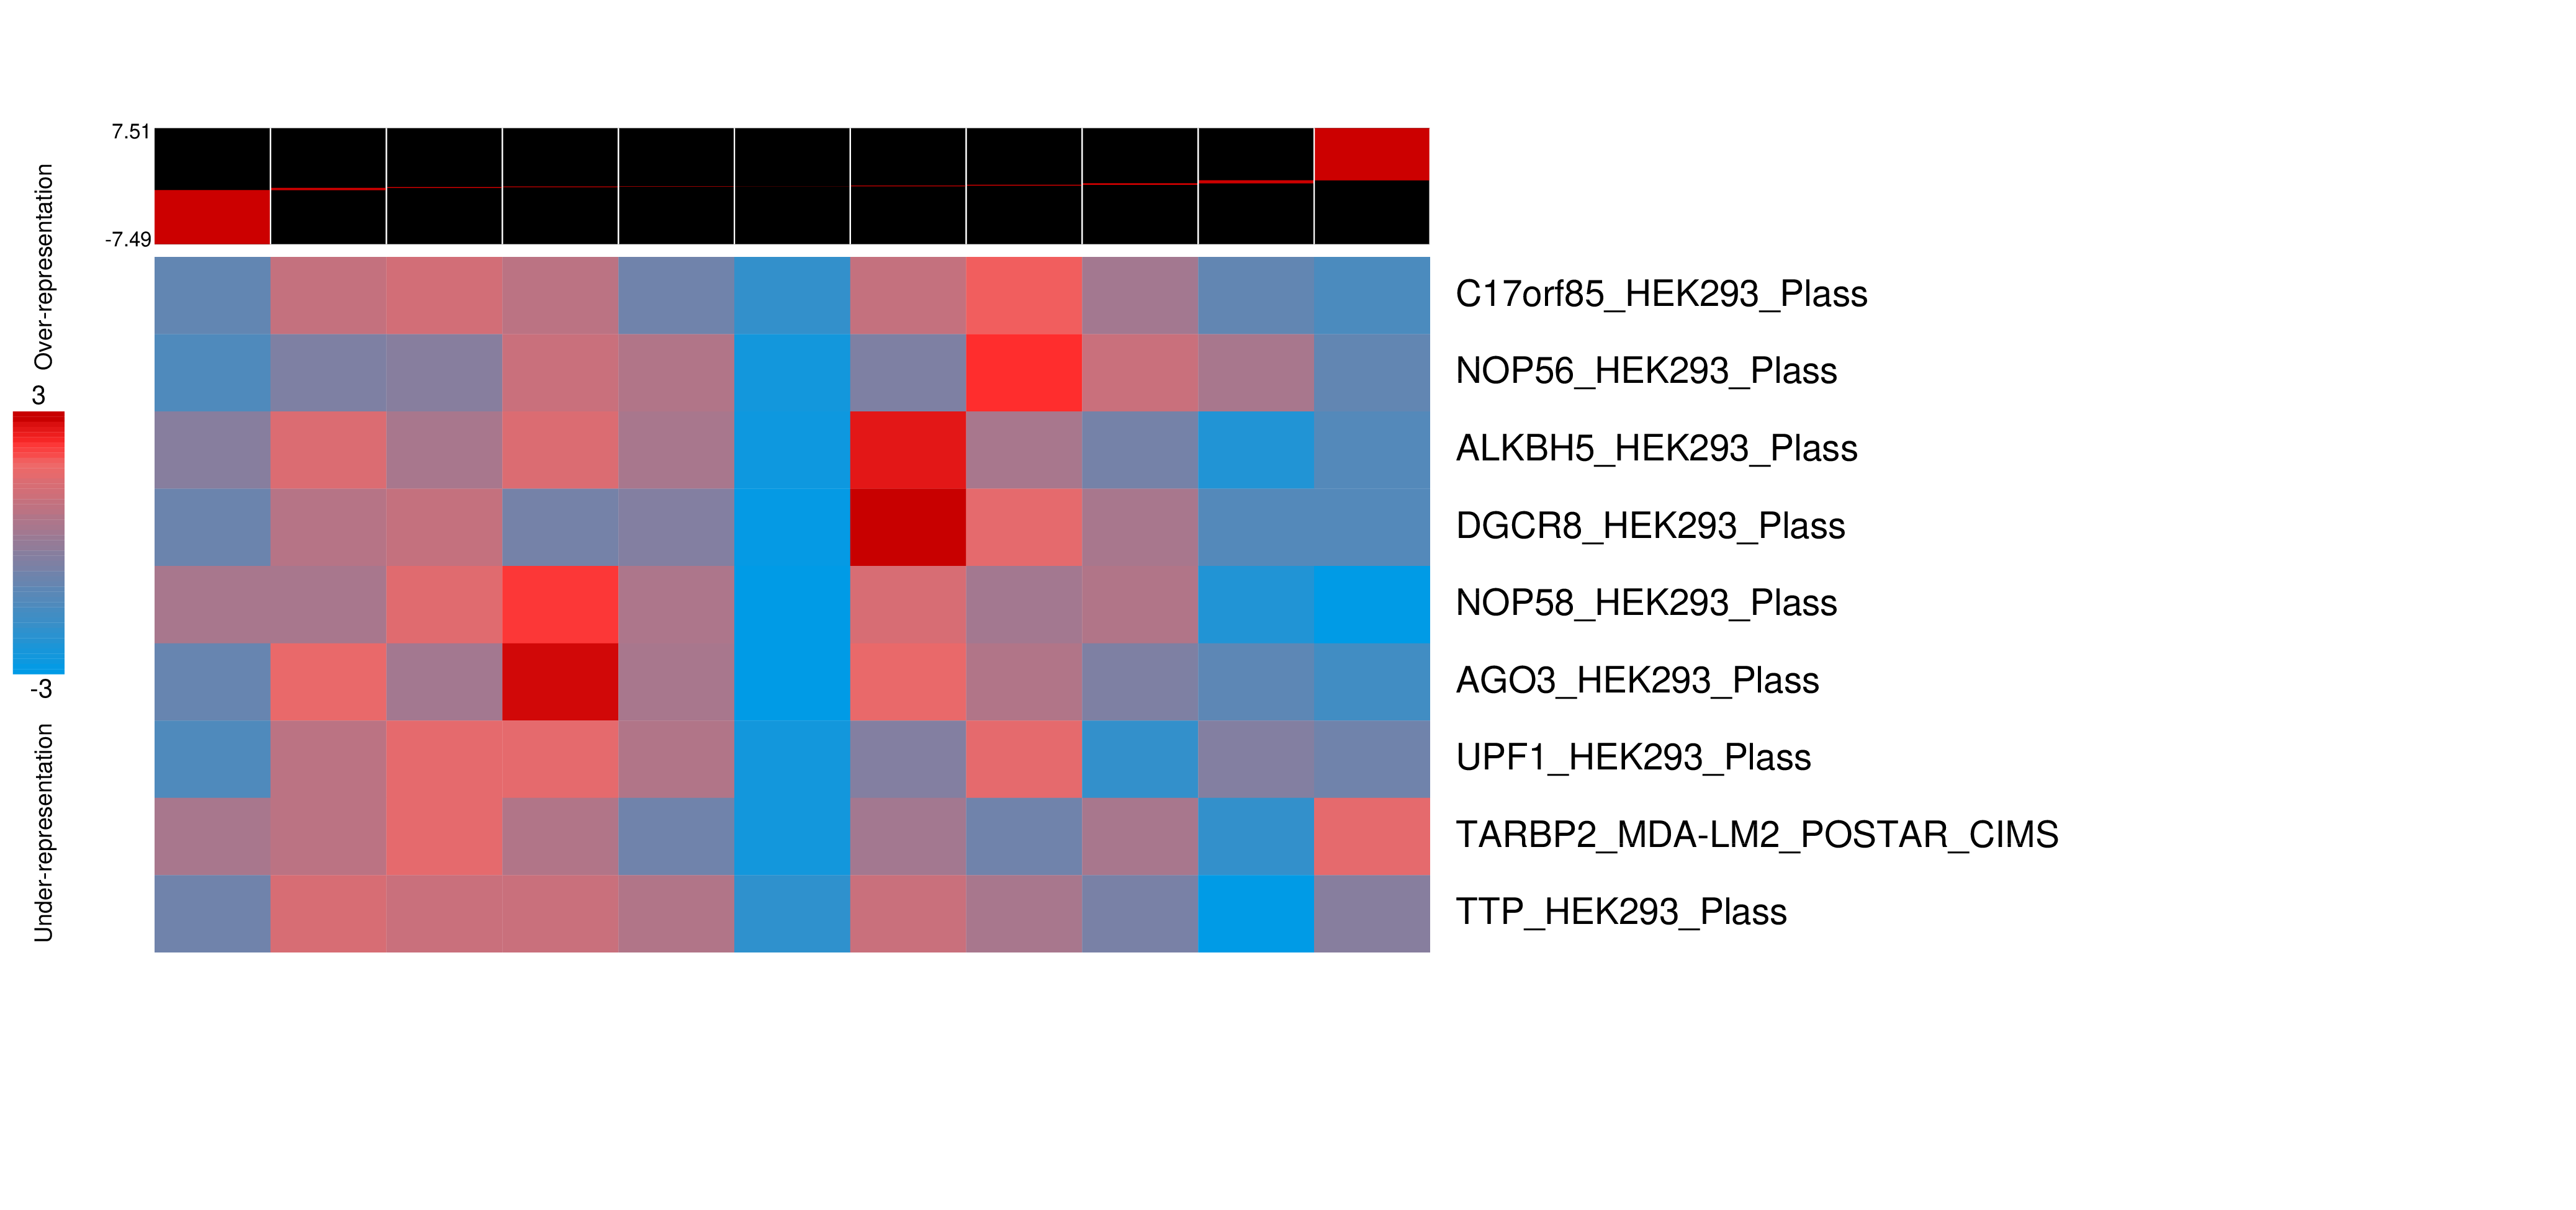 7.51
-7.49
Over-representation
3
-3
Under-representation
C17orf85_HEK293_Plass
NOP56_HEK293_Plass
ALKBH5_HEK293_Plass
DGCR8_HEK293_Plass
NOP58_HEK293_Plass
AGO3_HEK293_Plass
UPF1_HEK293_Plass
TARBP2_MDA-LM2_POSTAR_CIMS
TTP_HEK293_Plass